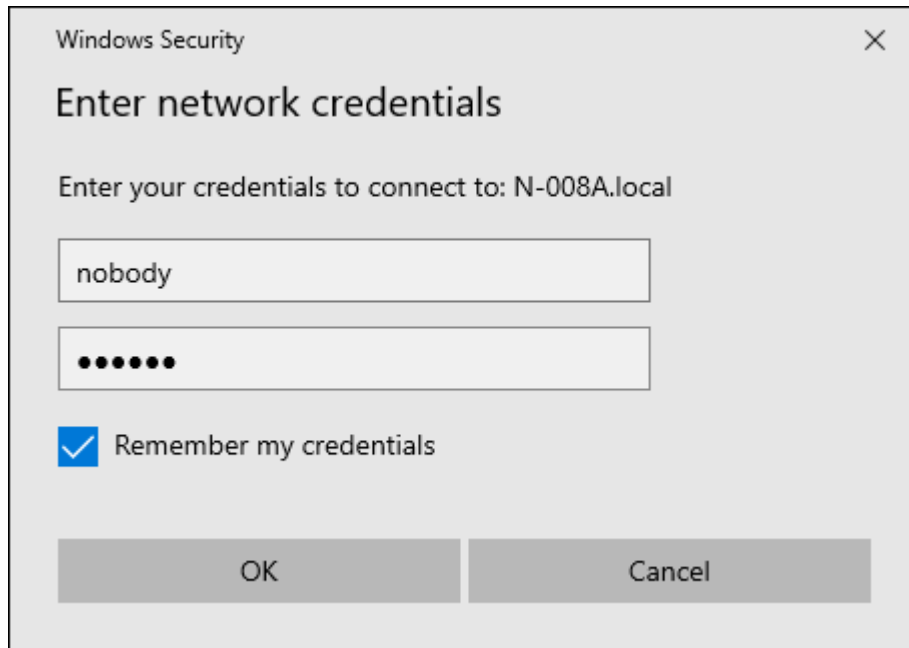 Windows Security
Enter network credentials
Enter your credentials to connect to: N-008A.local
nobody
••••••
Remember my credentials
OK
Cancel